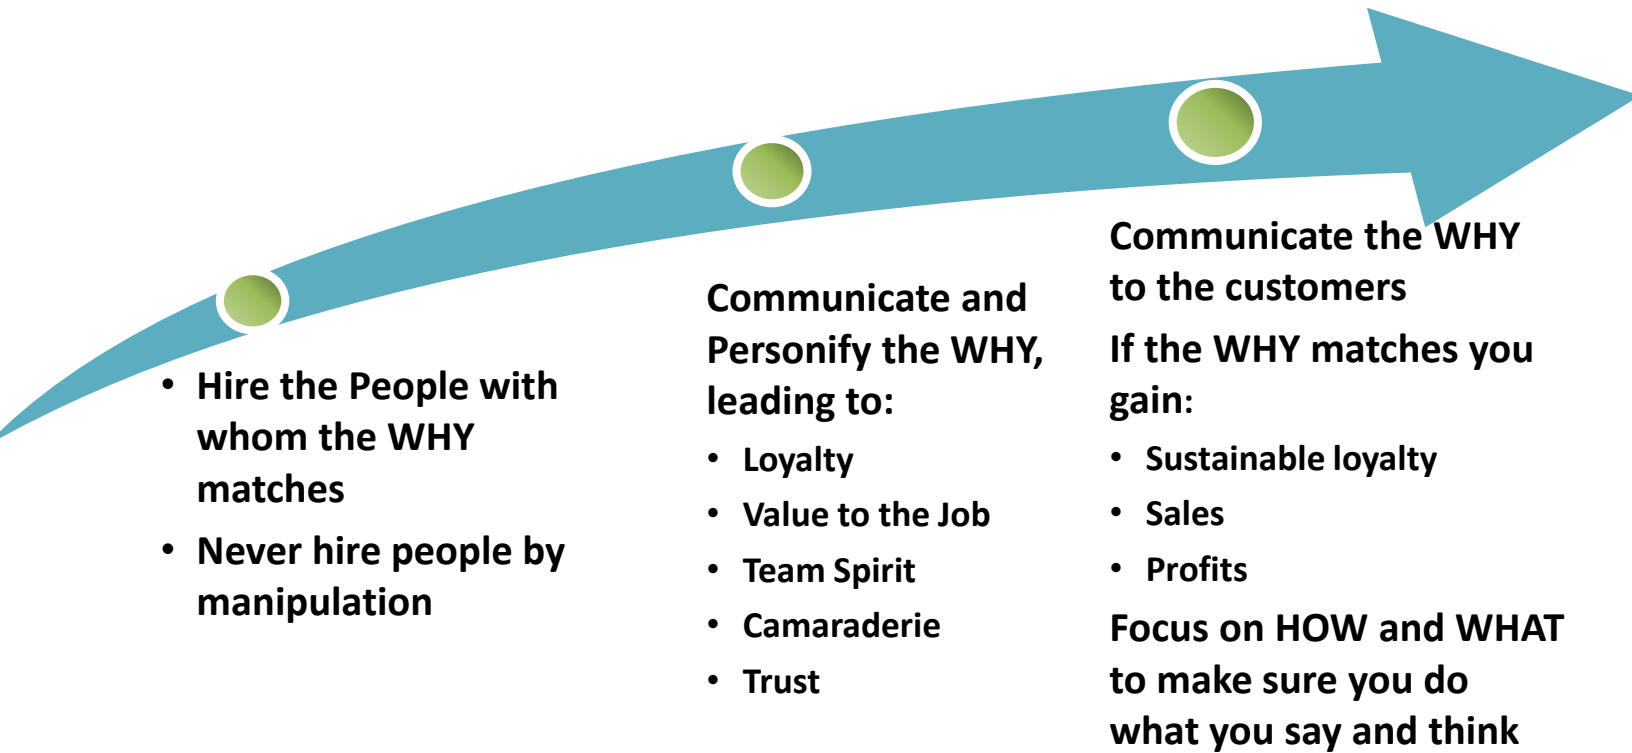 • Hire the People with
whom the WHY
matches
• Never hire people by
manipulation
Communicate and
Personify the WHY,
leading to:
• Loyalty
• Value to the Job
• Team Spirit
• Camaraderie
• Trust
Communicate the WHY
to the customers
If the WHY matches you
gain:
• Sustainable loyalty
• Sales
• Profits
Focus on HOW and WHAT
to make sure you do
what you say and think